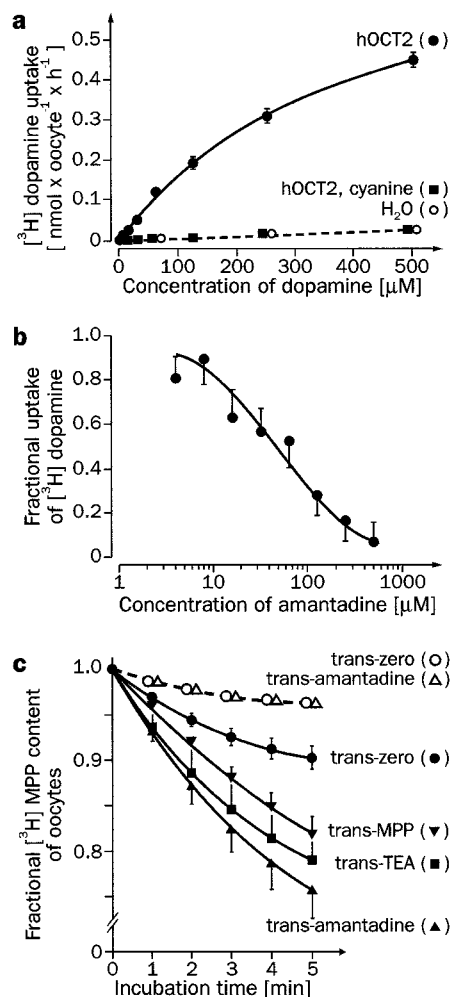 a
hOCT2 (●)
[³H] dopamine uptake
[ nmol x oocyte⁻¹ x h⁻¹ ]
0.5
0.4
0.3
0.2
0.1
0
hOCT2, cyanine (■)
H₂O (○)
0 100 200 300 400 500
Concentration of dopamine [µM]
b
Fractional uptake
of [³H] dopamine
1.0
0.8
0.6
0.4
0.2
0
1 10 100 1000
Concentration of amantadine [µM]
c
Fractional [³H] MPP content
of oocytes
1.0
0.9
0.8
0
trans-zero (○)
trans-amantadine (△)
trans-zero (●)
trans-MPP (▼)
trans-TEA (■)
trans-amantadine (▲)
0 1 2 3 4 5
Incubation time [min]